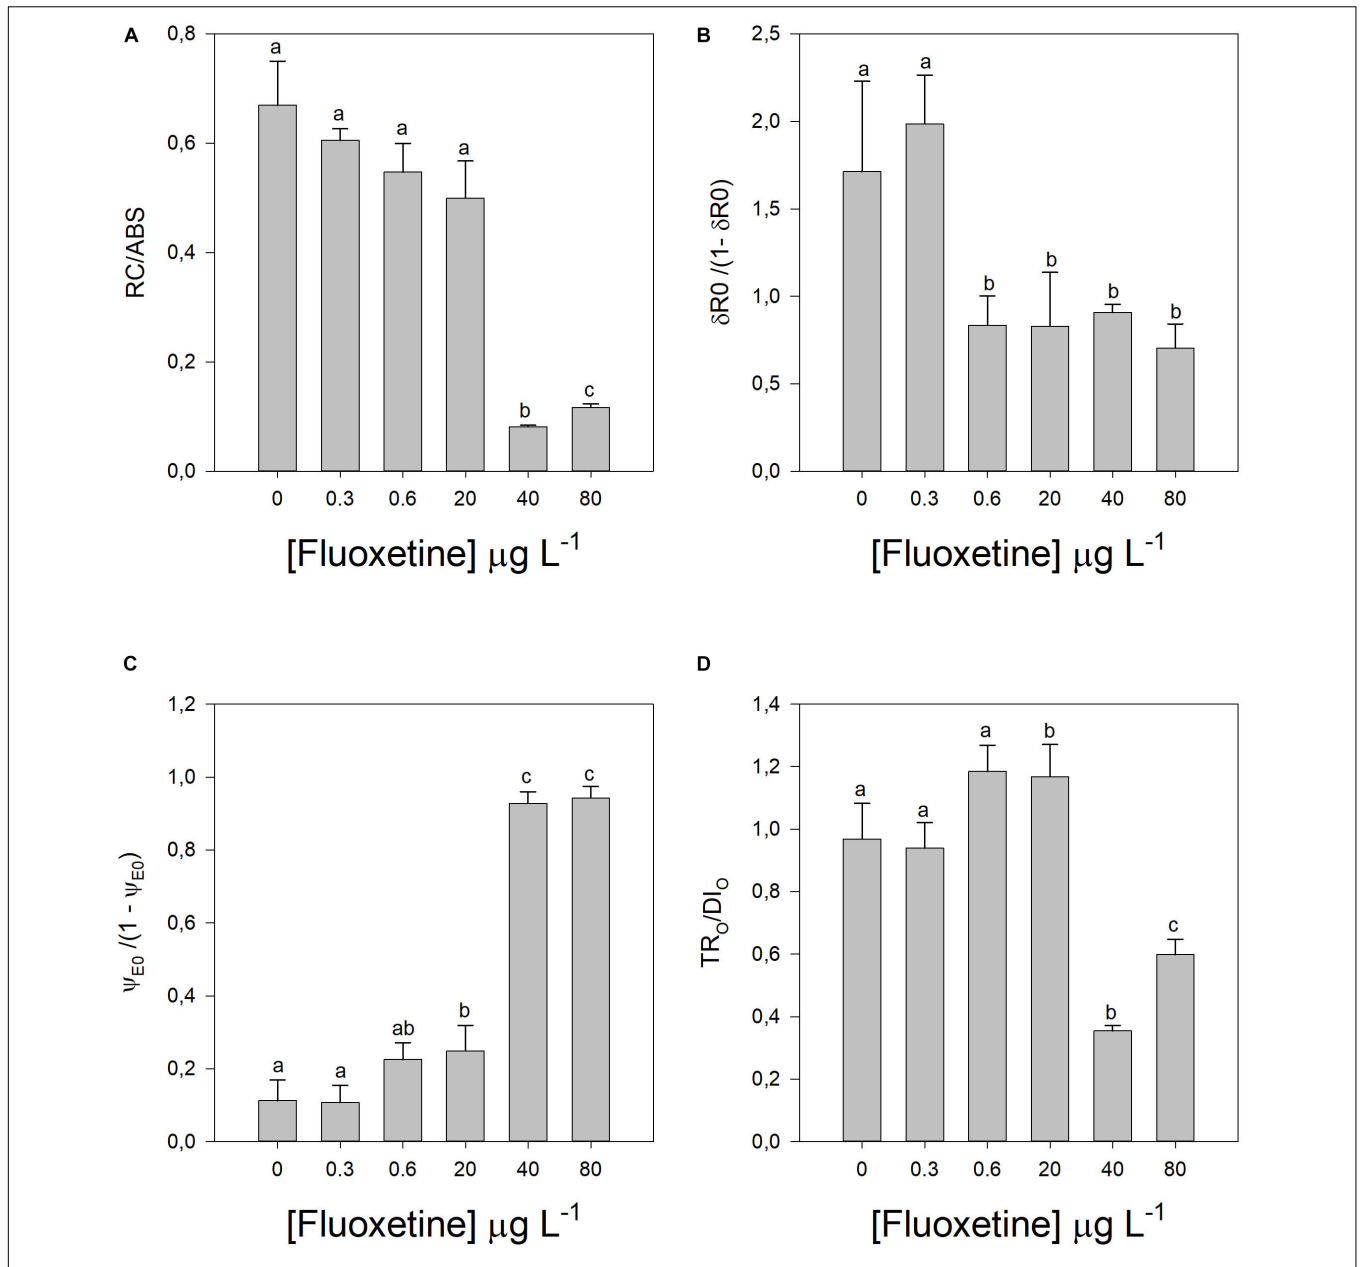 A
0,8
0,6
0,4
0,2
0,0
RC/ABS
a
a
a
a
b
c
0 0.3 0.6 20 40 80
[Fluoxetine] μg L⁻¹
B
2,5
2,0
1,5
1,0
0,5
0,0
δR0 /(1- δR0)
a
a
b
b
b
b
0 0.3 0.6 20 40 80
[Fluoxetine] μg L⁻¹
C
1,2
1,0
0,8
0,6
0,4
0,2
0,0
ψE0 /(1 - ψE0)
a
a
ab
b
c
c
0 0.3 0.6 20 40 80
[Fluoxetine] μg L⁻¹
D
1,4
1,2
1,0
0,8
0,6
0,4
0,2
0,0
TRO/DIO
a
a
a
b
b
c
0 0.3 0.6 20 40 80
[Fluoxetine] μg L⁻¹